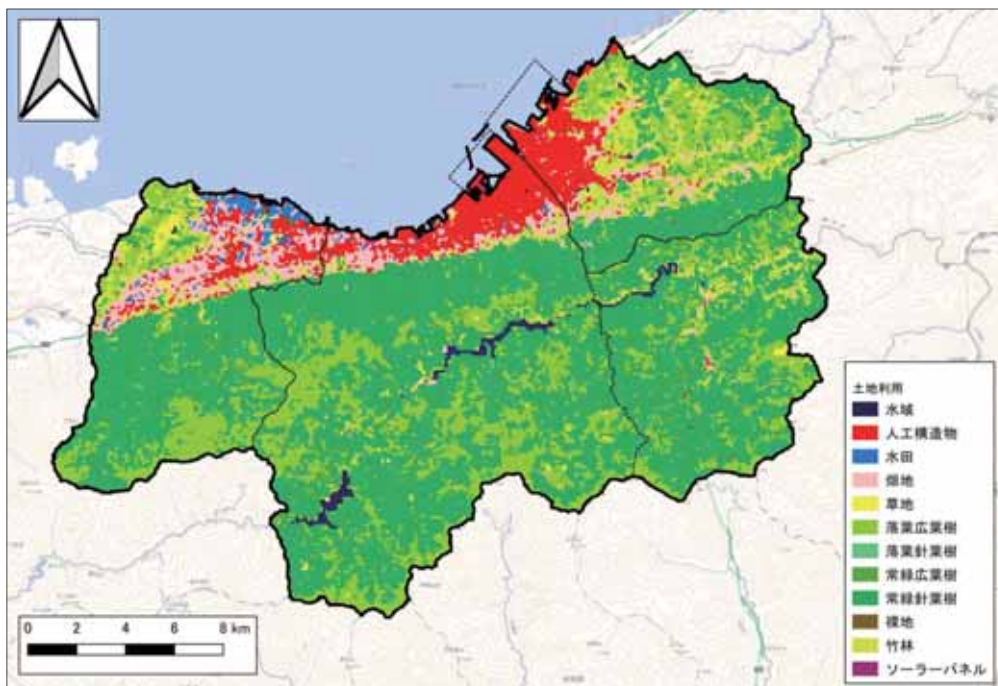 0 2 4 6 8 km
土地利用
水域
人工構造物
水田
畑地
草地
落葉広葉樹
落葉針葉樹
常緑広葉樹
常緑針葉樹
裸地
竹林
ソーラーパネル